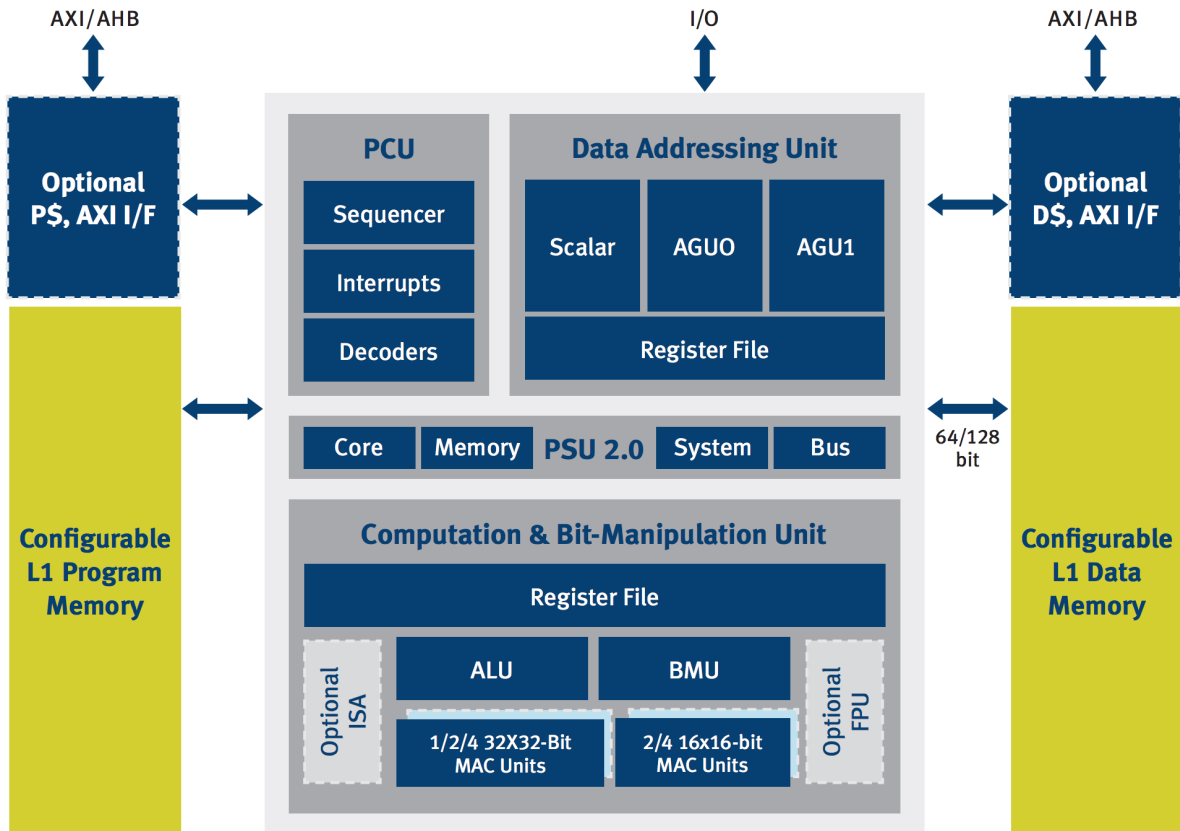 AXI/AHB
I/O
AXI/AHB
Optional
P$, AXI I/F
PCU
Sequencer
Interrupts
Decoders
Data Addressing Unit
Scalar
AGU0
AGU1
Register File
Optional
D$, AXI I/F
64/128
bit
Core
Memory
PSU 2.0
System
Bus
Configurable
L1 Program
Memory
Computation & Bit-Manipulation Unit
Register File
Optional
ISA
ALU
BMU
1/2/4 32X32-Bit
MAC Units
2/4 16x16-bit
MAC Units
Optional
FPU
Configurable
L1 Data
Memory